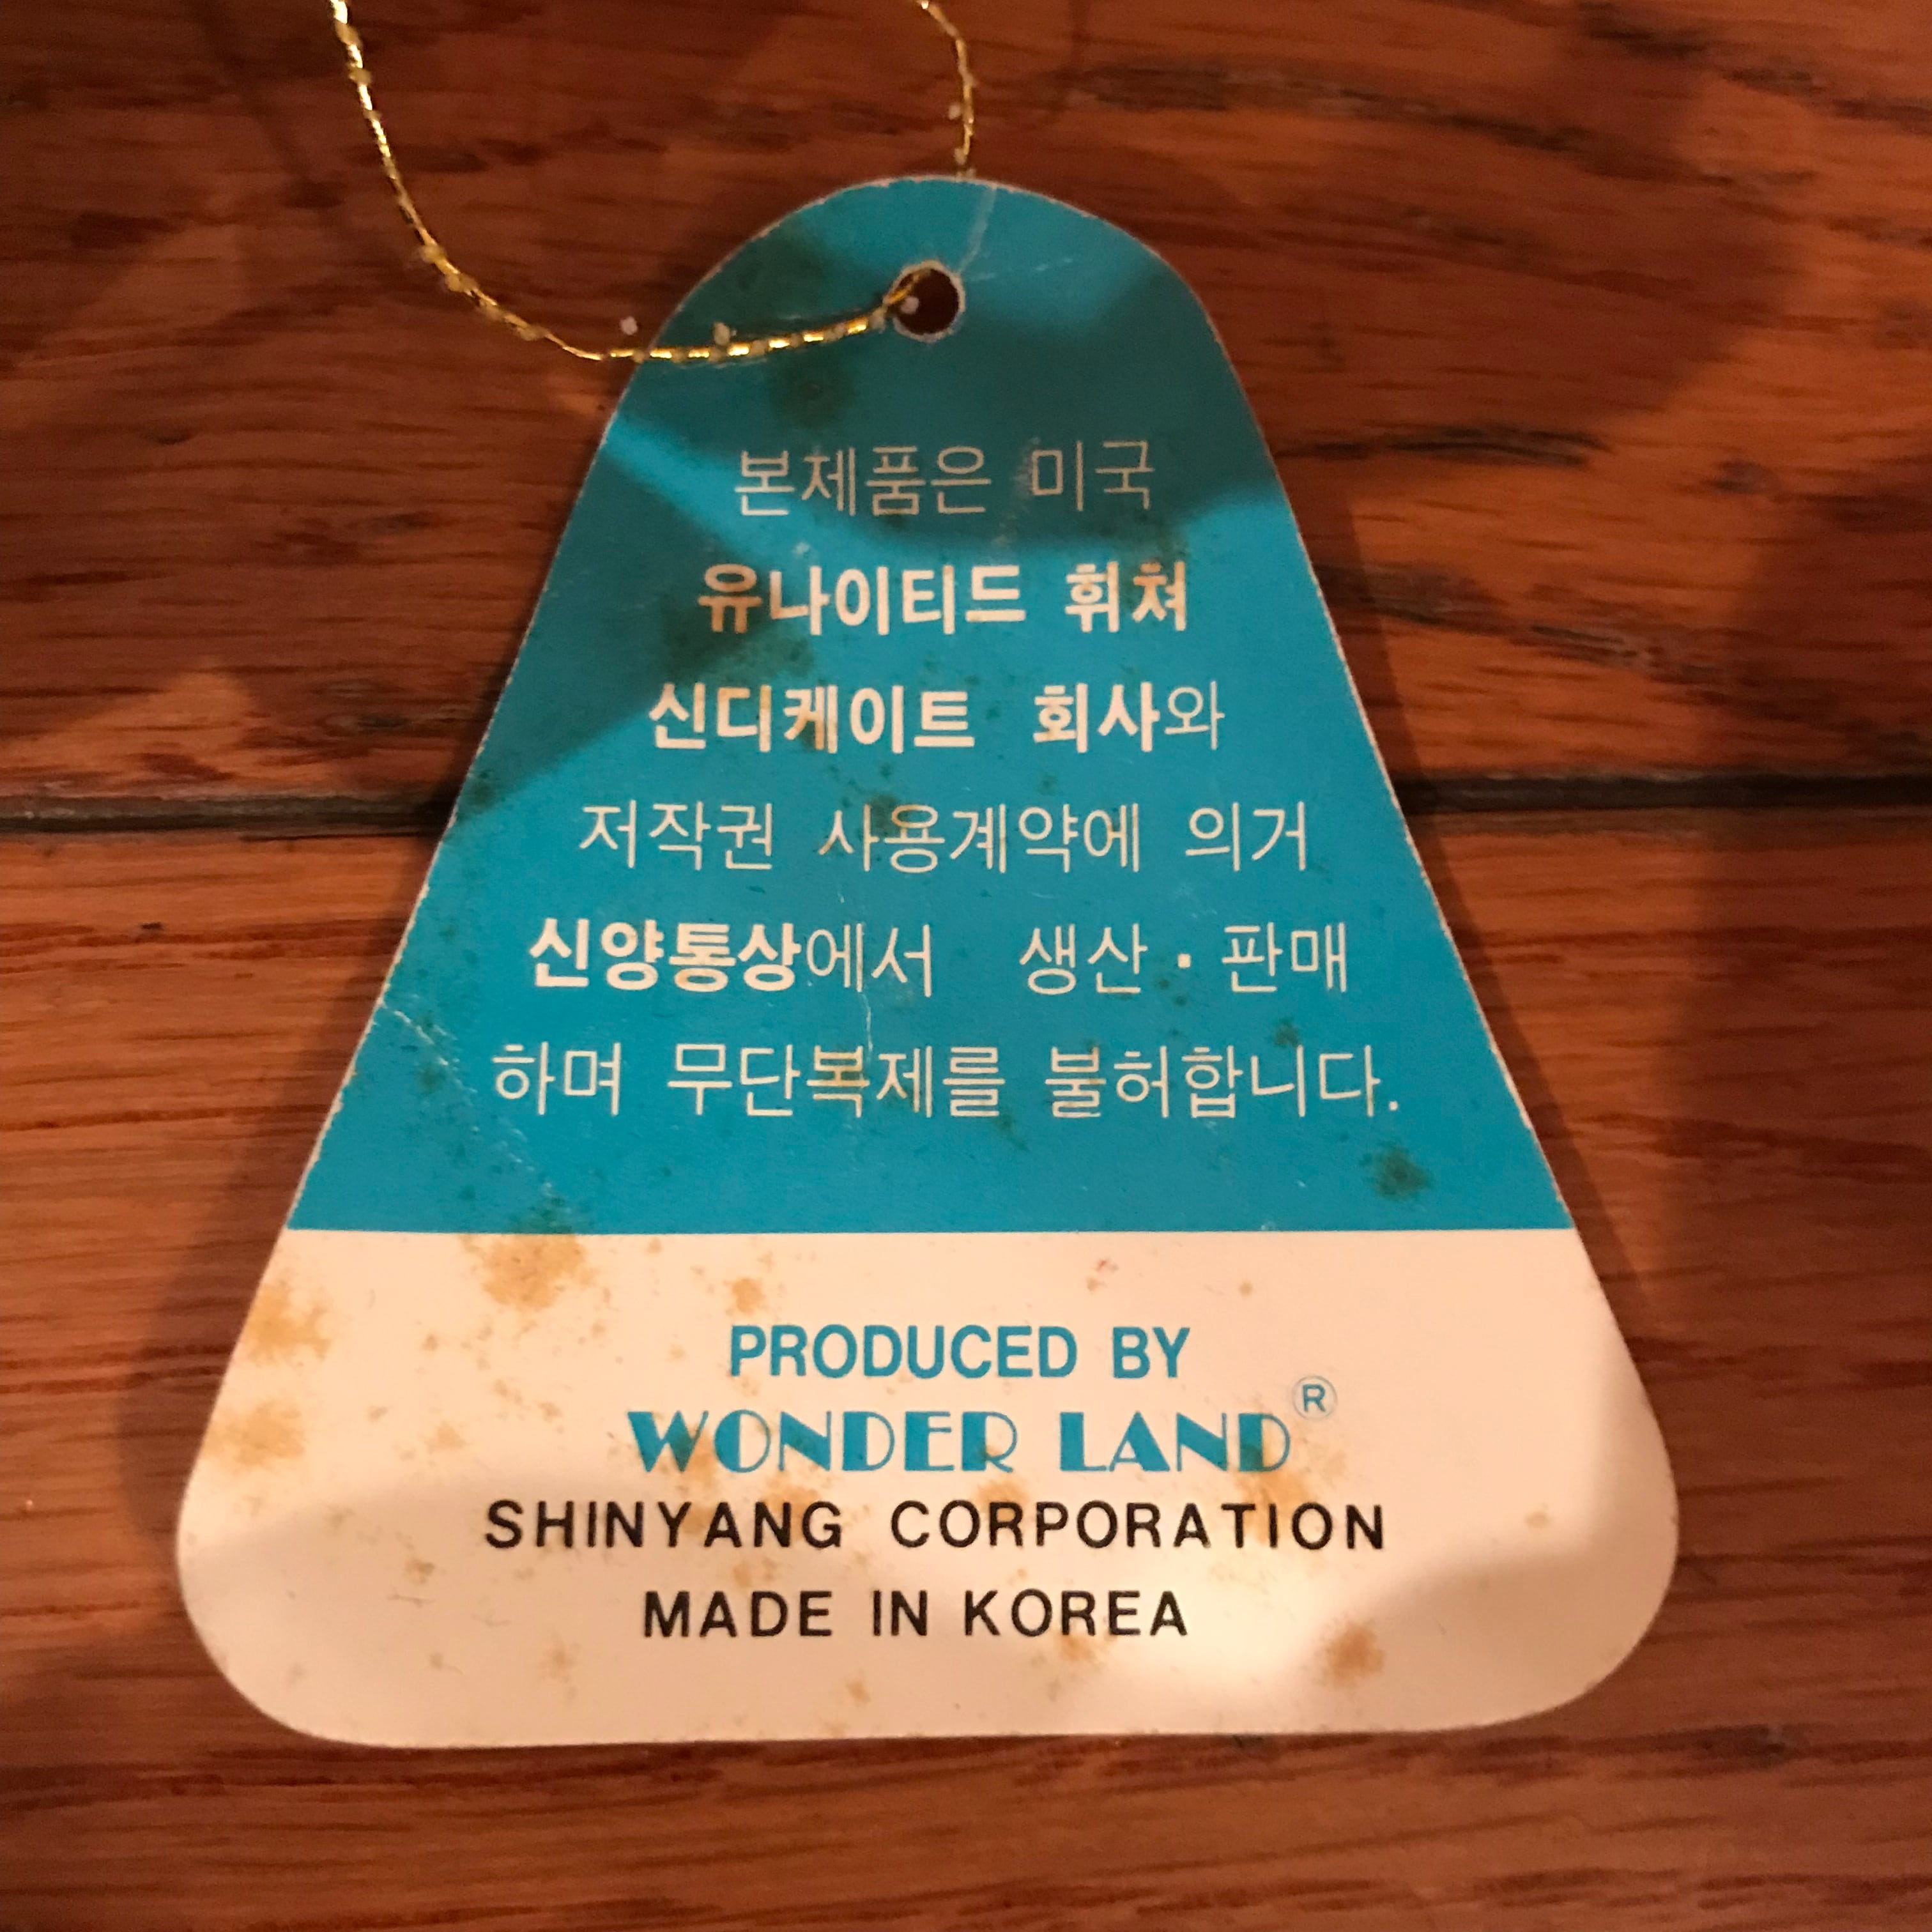 본제품은 미국
유나이티드 휘쳐
신디케이트 회사와
저작권 사용계약에 의거
신양통상에서 생산·판매
하며 무단복제를 불허합니다.
PRODUCED BY
WONDER LAND®
SHINYANG CORPORATION
MADE IN KOREA